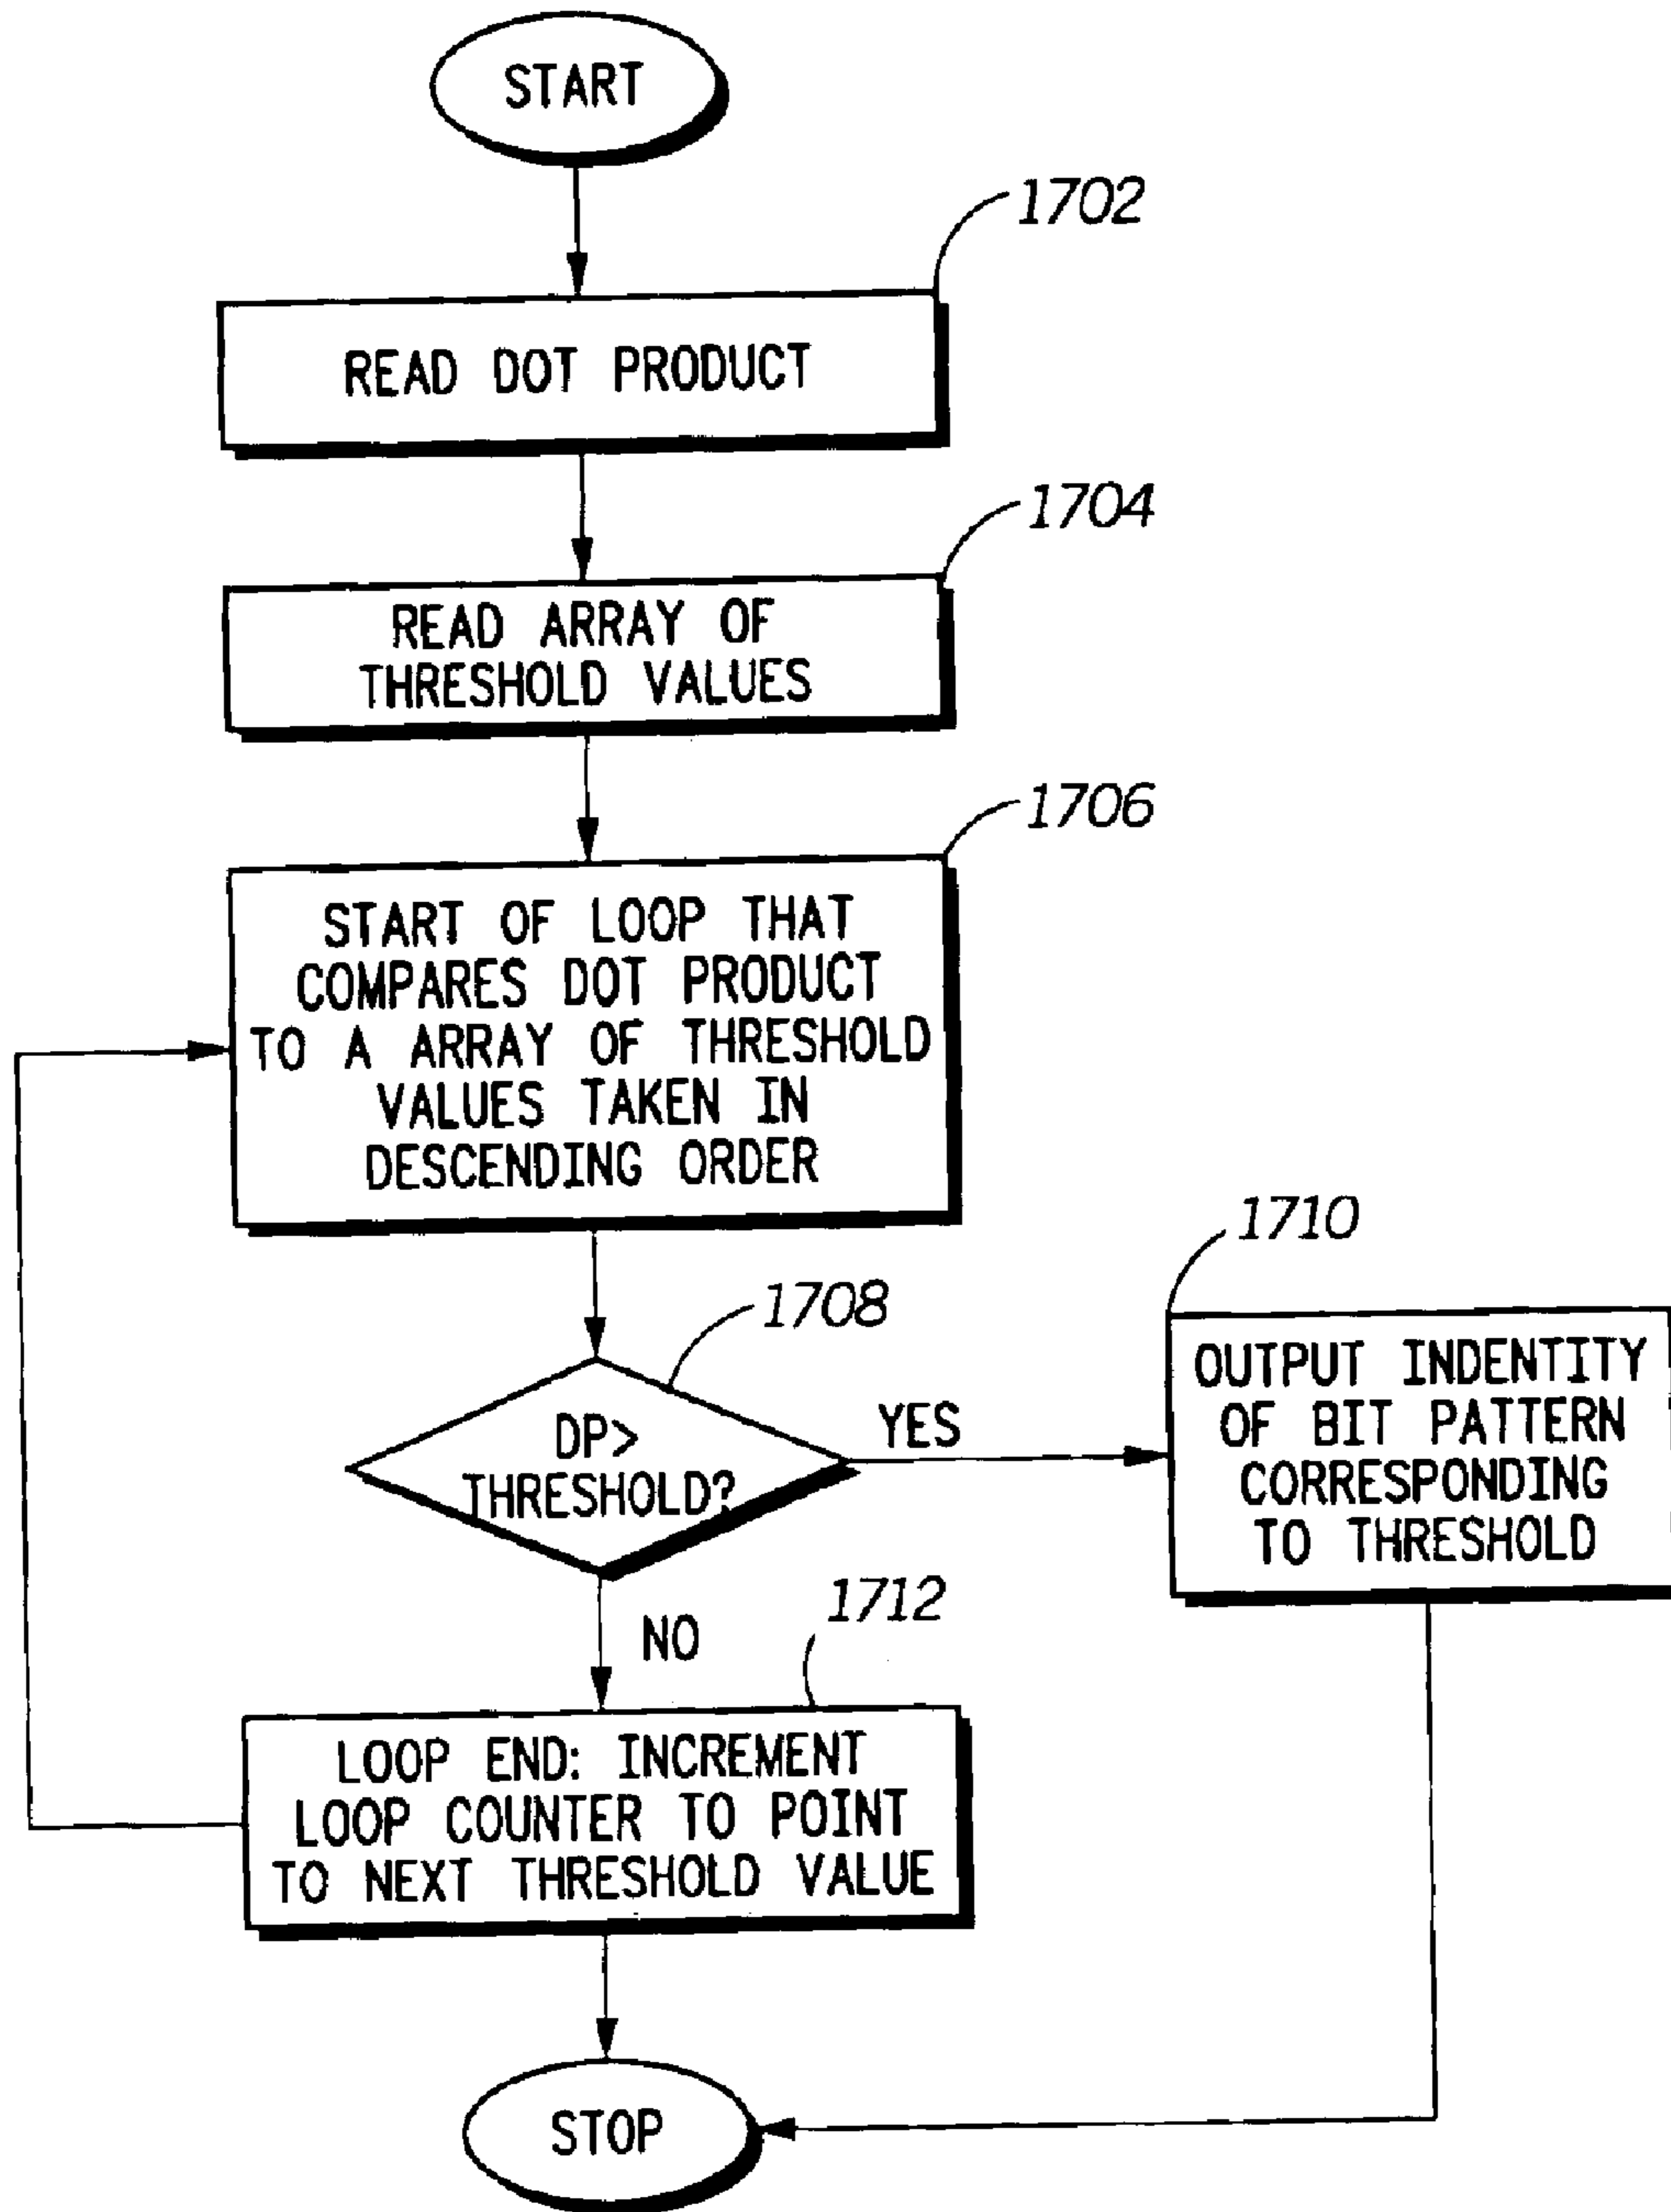 START
1702
READ DOT PRODUCT
1704
READ ARRAY OF
THRESHOLD VALUES
1706
START OF LOOP THAT
COMPARES DOT PRODUCT
TO A ARRAY OF THRESHOLD
VALUES TAKEN IN
DESCENDING ORDER
1708
DP>
THRESHOLD?
YES
1710
OUTPUT INDENTITY
OF BIT PATTERN
CORRESPONDING
TO THRESHOLD
NO
1712
LOOP END: INCREMENT
LOOP COUNTER TO POINT
TO NEXT THRESHOLD VALUE
STOP